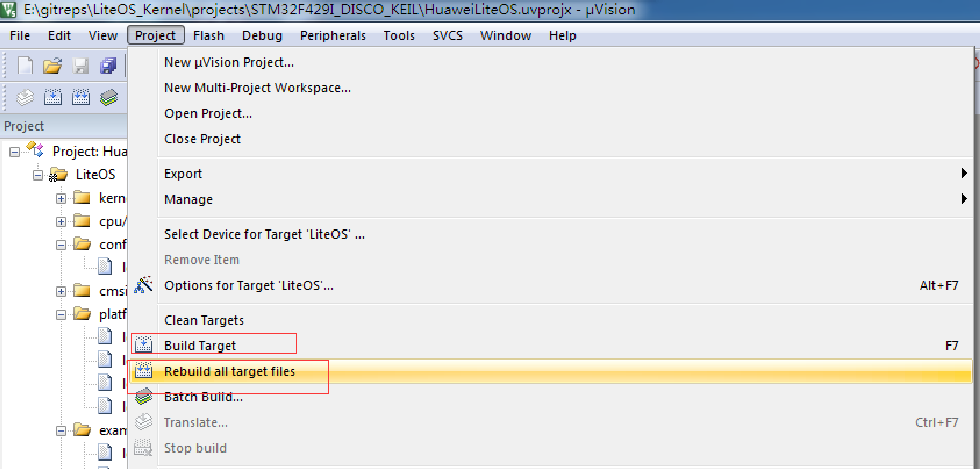 E:\gitreps\LiteOS_Kernel\projects\STM32F429I_DISCO_KEIL\HuaweiLiteOS.uvprojx - µVision
File Edit View Project Flash Debug Peripherals Tools SVCS Window Help
New µVision Project...
New Multi-Project Workspace...
Open Project...
Close Project
Export
Manage
Select Device for Target 'LiteOS' ...
Remove Item
Options for Target 'LiteOS'... Alt+F7
Clean Targets
Build Target F7
Rebuild all target files
Batch Build...
Translate... Ctrl+F7
Stop build
Project
Project: Hua
LiteOS
kern
cpu/
conf
cmsi
platf
exam